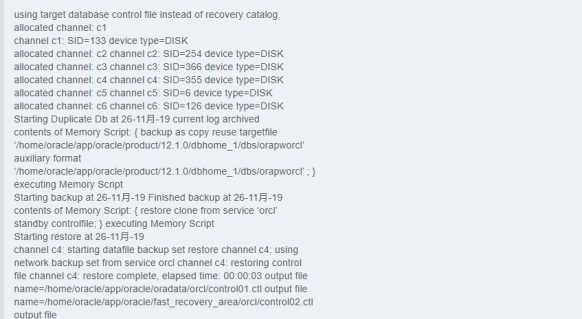 using target database control file instead of recovery catalog
allocated channel: c1
channel c1: SID=133 device type=DISK
allocated channel: c2 channel c2: SID=254 device type=DISK
allocated channel: c3 channel c3: SID=366 device type=DISK
allocated channel: c4 channel c4: SID=355 device type=DISK
allocated channel: c5 channel c5: SID=6 device type=DISK
allocated channel: c6 channel c6: SID=126 device type=DISK
Starting Duplicate Db at 26-11月-19 current log archived
contents of Memory Script: { backup as copy reuse targetfile
‘/home/oracle/app/oracle/product/12.1.0/dbhome_1/dbs/orapworcl’
auxiliary format
‘/home/oracle/app/oracle/product/12.1.0/dbhome_1/dbs/orapworcl’ ; }
executing Memory Script
Starting backup at 26-11月-19 Finished backup at 26-11月-19
contents of Memory Script: { restore clone from service ‘orcl’
standby controlfile; } executing Memory Script
Starting restore at 26-11月-19
channel c4: starting datafile backup set restore channel c4: using
network backup set from service orcl channel c4: restoring control
file channel c4: restore complete, elapsed time: 00:00:03 output file
name=/home/oracle/app/oracle/oradata/orcl/control01.ctl output file
name=/home/oracle/app/oracle/fast_recovery_area/orcl/control02.ctl
output file